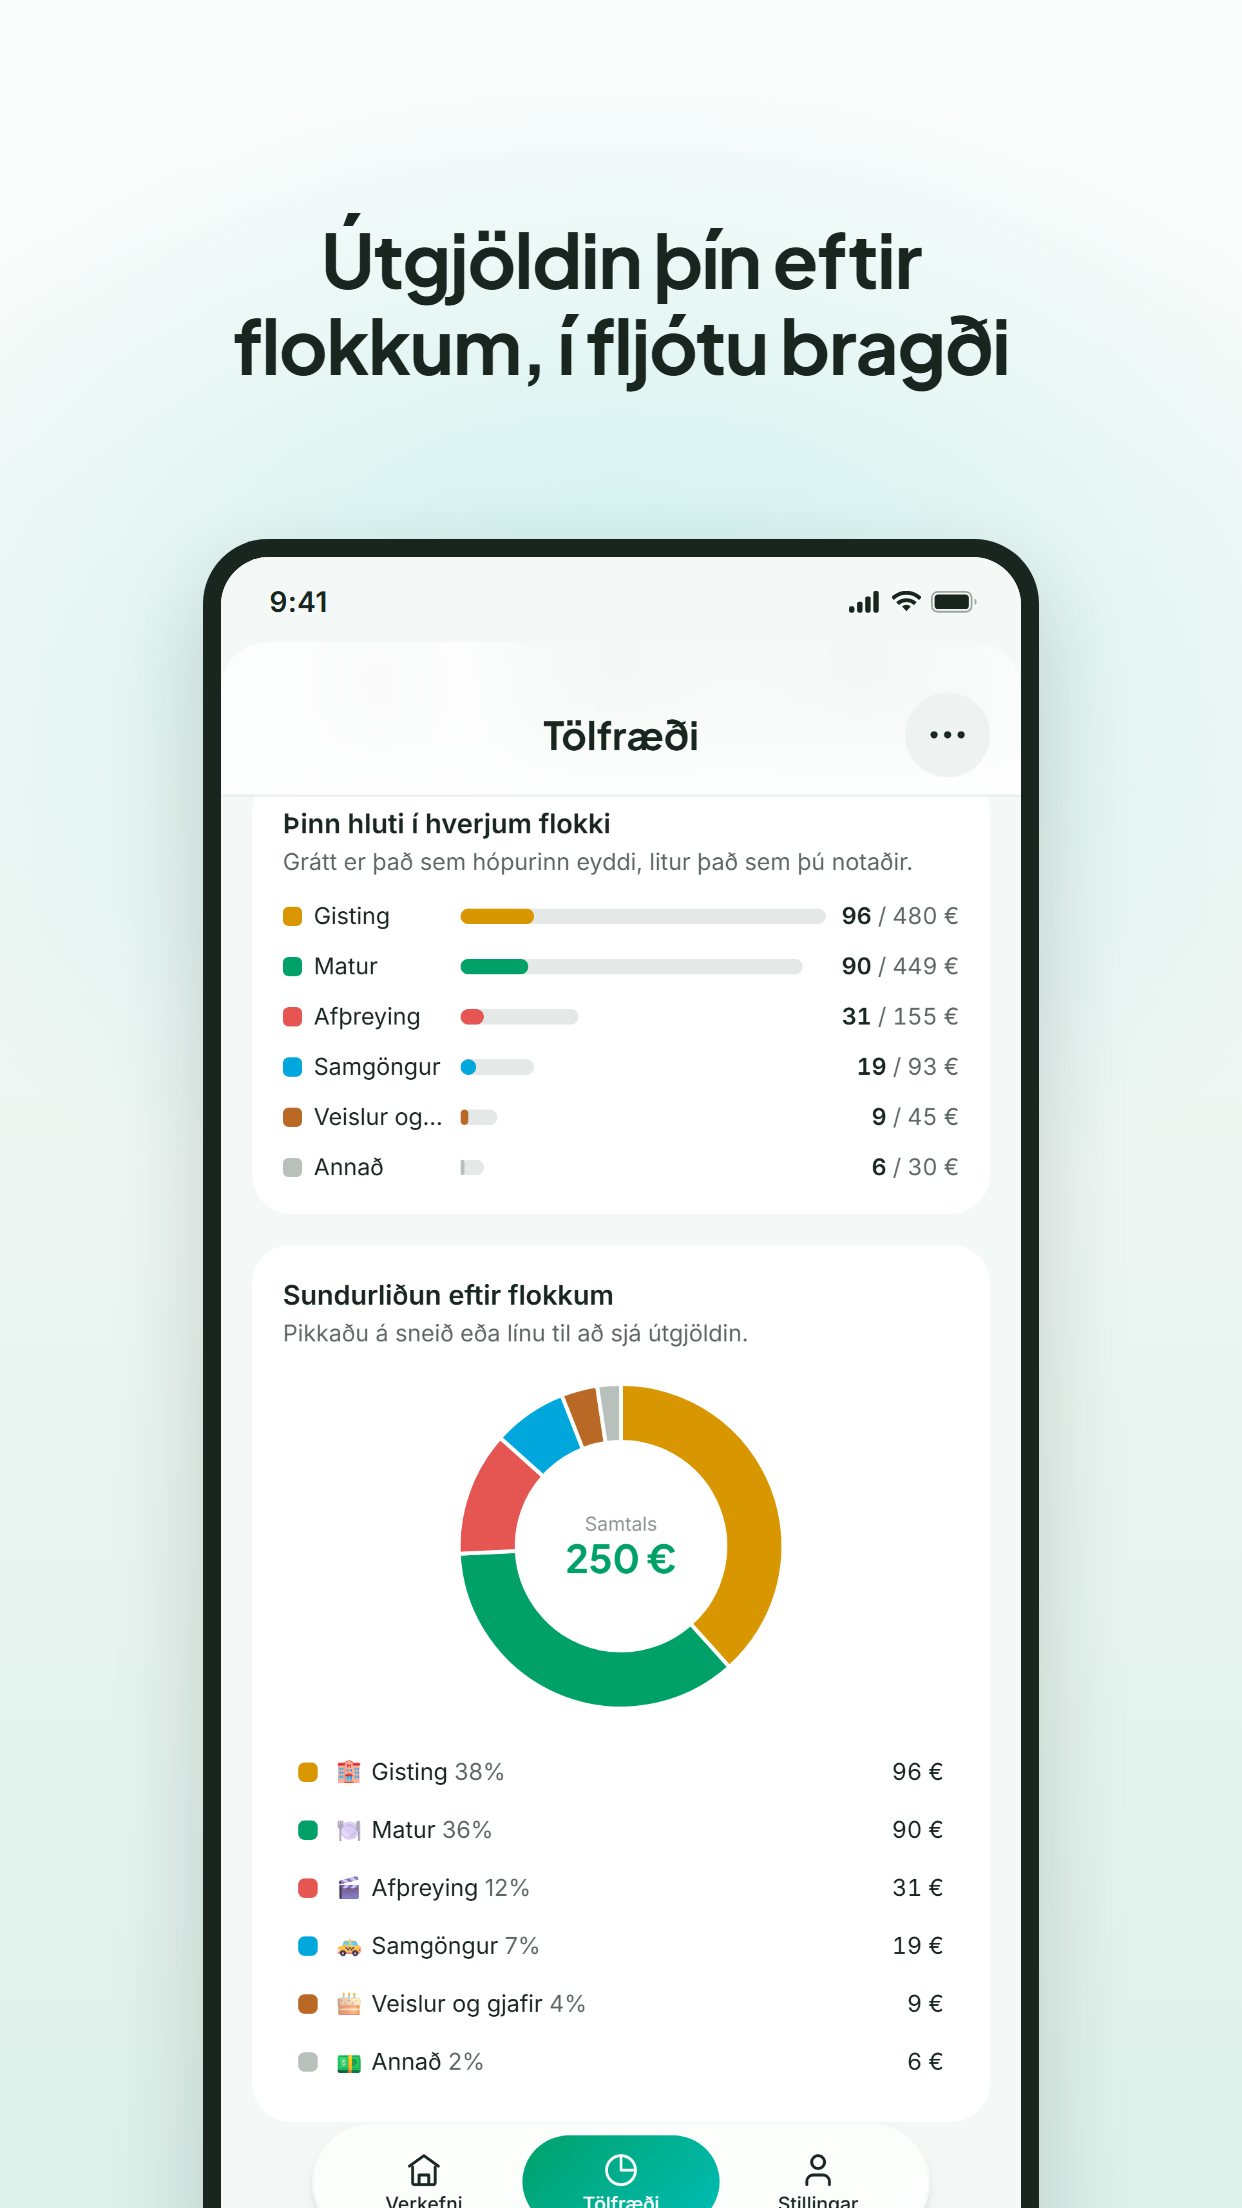 Útgjöldin þín eftir
flokkum, í fljótu bragði
9:41
Tölfræði
Þinn hluti í hverjum flokki
Grátt er það sem hópurinn eyddi, litur það sem þú notaðir.
Gisting 96 / 480 €
Matur 90 / 449 €
Afþreying 31 / 155 €
Samgöngur 19 / 93 €
Veislur og... 9 / 45 €
Annað 6 / 30 €
Sundurliðun eftir flokkum
Pikkaðu á sneið eða línu til að sjá útgjöldin.
Samtals
250 €
Gisting 38% 96 €
Matur 36% 90 €
Afþreying 12% 31 €
Samgöngur 7% 19 €
Veislur og gjafir 4% 9 €
Annað 2% 6 €
Verkefni Tölfræði Stillingar